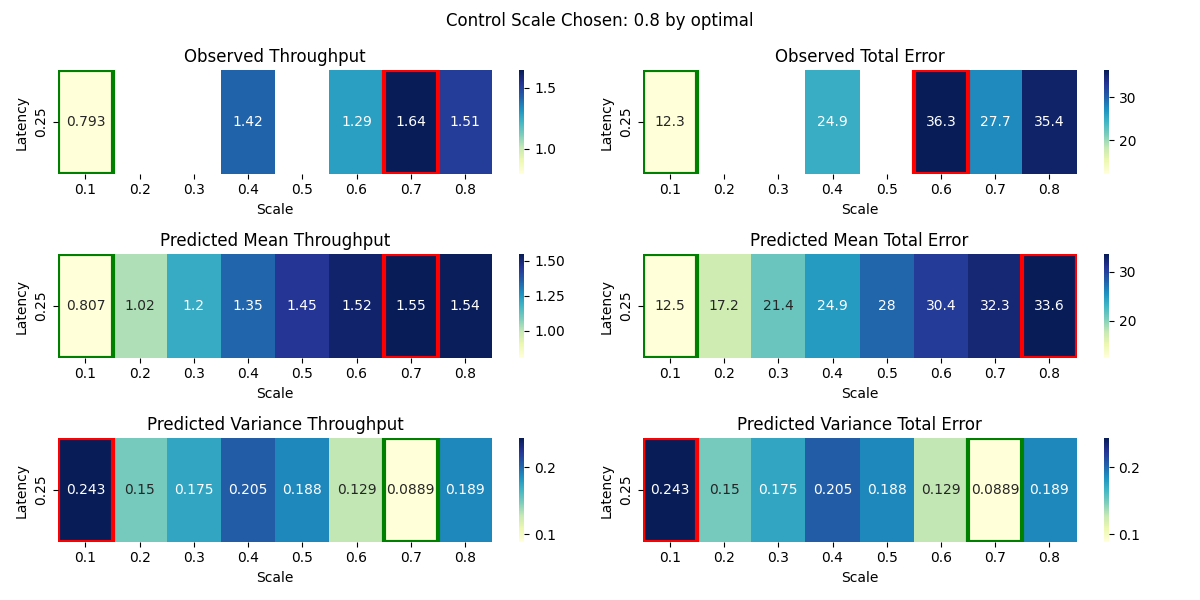 Control Scale Chosen: 0.8 by optimal
Observed Throughput
Latency
0.25
0.793 1.42 1.29 1.64 1.51
0.1 0.2 0.3 0.4 0.5 0.6 0.7 0.8
Scale
1.5
1.0
Observed Total Error
Latency
0.25
12.3 24.9 36.3 27.7 35.4
0.1 0.2 0.3 0.4 0.5 0.6 0.7 0.8
Scale
30
20
Predicted Mean Throughput
Latency
0.25
0.807 1.02 1.2 1.35 1.45 1.52 1.55 1.54
0.1 0.2 0.3 0.4 0.5 0.6 0.7 0.8
Scale
1.50
1.25
1.00
Predicted Mean Total Error
Latency
0.25
12.5 17.2 21.4 24.9 28 30.4 32.3 33.6
0.1 0.2 0.3 0.4 0.5 0.6 0.7 0.8
Scale
30
20
Predicted Variance Throughput
Latency
0.25
0.243 0.15 0.175 0.205 0.188 0.129 0.0889 0.189
0.1 0.2 0.3 0.4 0.5 0.6 0.7 0.8
Scale
0.2
0.1
Predicted Variance Total Error
Latency
0.25
0.243 0.15 0.175 0.205 0.188 0.129 0.0889 0.189
0.1 0.2 0.3 0.4 0.5 0.6 0.7 0.8
Scale
0.2
0.1